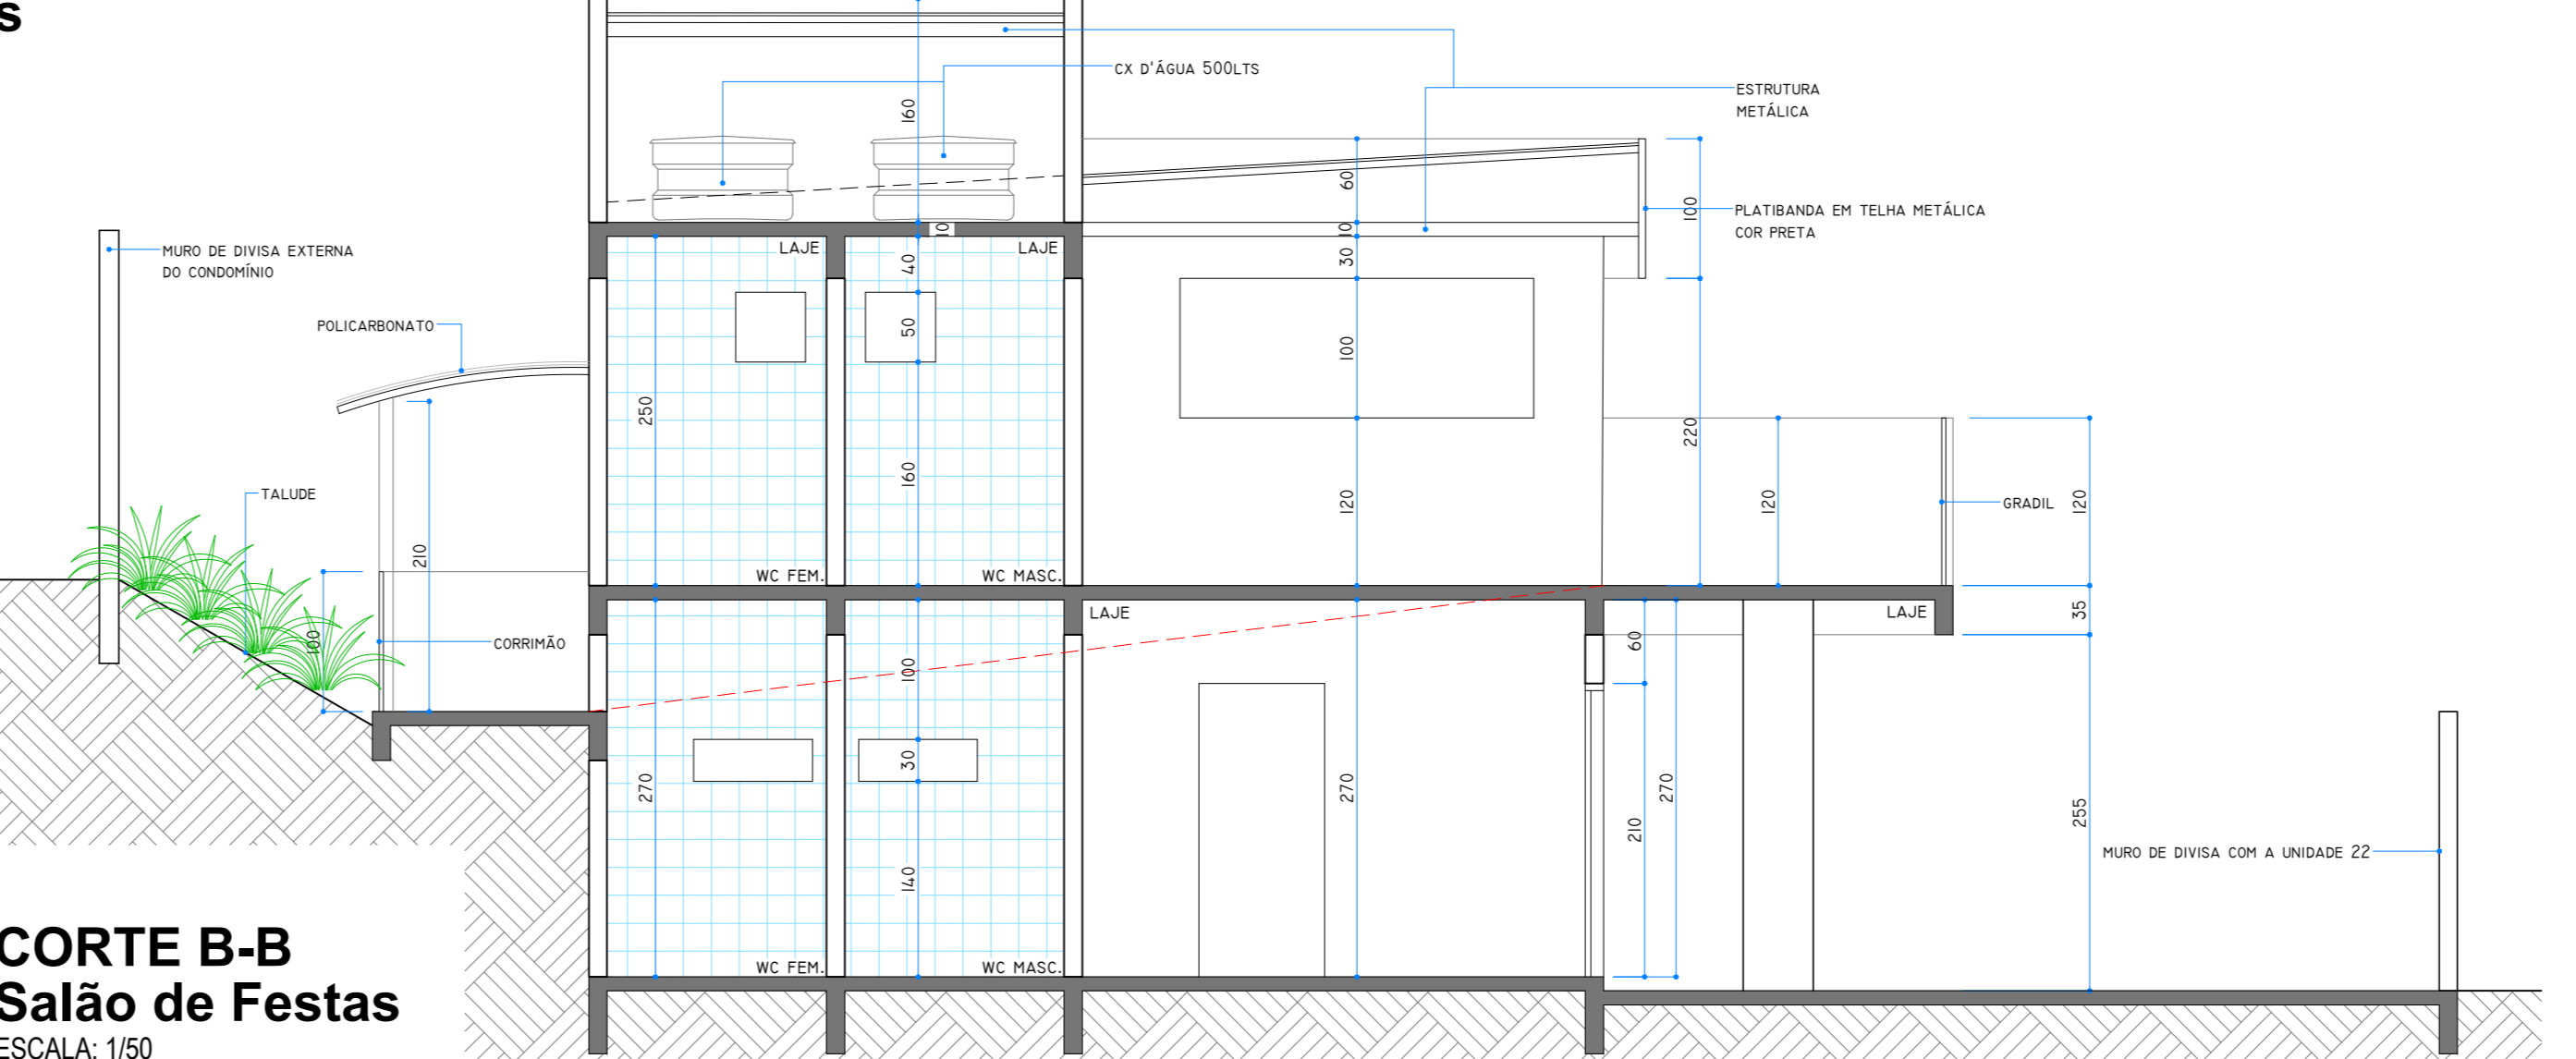 s
CX D'ÁGUA 500LTS
ESTRUTURA
METÁLICA
160
60
100
PLATIBANDA EM TELHA METÁLICA
COR PRETA
10
10
MURO DE DIVISA EXTERNA
DO CONDOMÍNIO
LAJE
LAJE
40
30
POLICARBONATO
50
100
250
220
160
120
120
120
GRADIL
TALUDE
210
WC FEM.
WC MASC.
LAJE
LAJE
35
100
CORRIMÃO
100
60
30
270
270
270
210
255
140
MURO DE DIVISA COM A UNIDADE 22
WC FEM.
WC MASC.
CORTE B-B
Salão de Festas
ESCALA: 1/50